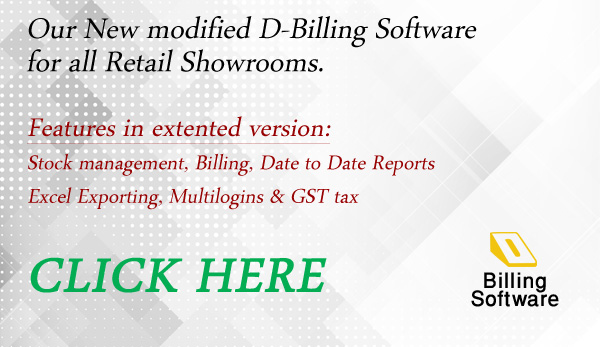 Our New modified D-Billing Software
for all Retail Showrooms.
Features in extented version:
Stock management, Billing, Date to Date Reports
Excel Exporting, Multilogins & GST tax
CLICK HERE
Billing
Software